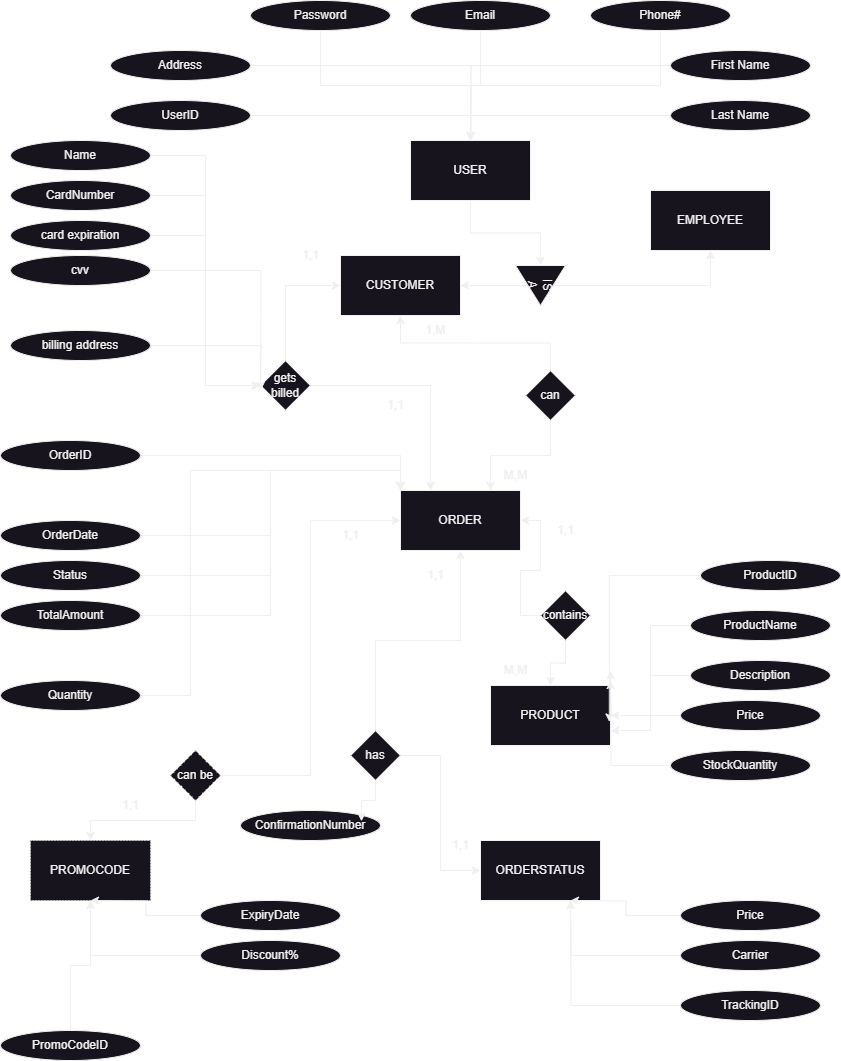 Password
Email
Phone#
Address
First Name
UserID
Last Name
USER
Name
CardNumber
card expiration
cvv
EMPLOYEE
1,1
CUSTOMER
IS
A
1,M
billing address
gets
billed
can
1,1
OrderID
M,M
ORDER
1,1
1,1
OrderDate
1,1
Status
ProductID
TotalAmount
contains
ProductName
M,M
Description
Quantity
PRODUCT
Price
has
StockQuantity
can be
1,1
ConfirmationNumber
1,1
PROMOCODE
ORDERSTATUS
ExpiryDate
Price
Discount%
Carrier
TrackingID
PromoCodeID